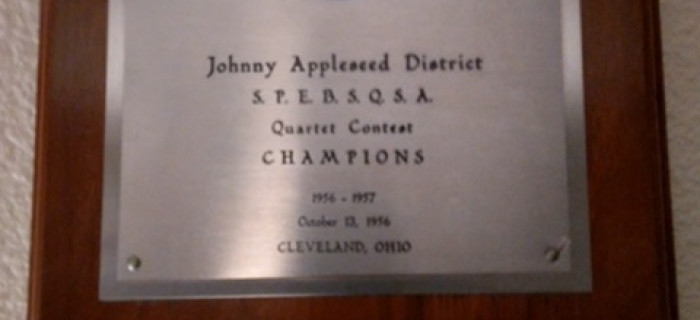 Johnny Appleseed District
S. P. E. B. S. Q. S. A.
Quartet Contest
CHAMPIONS
1956 - 1957
October 13, 1956
CLEVELAND, OHIO